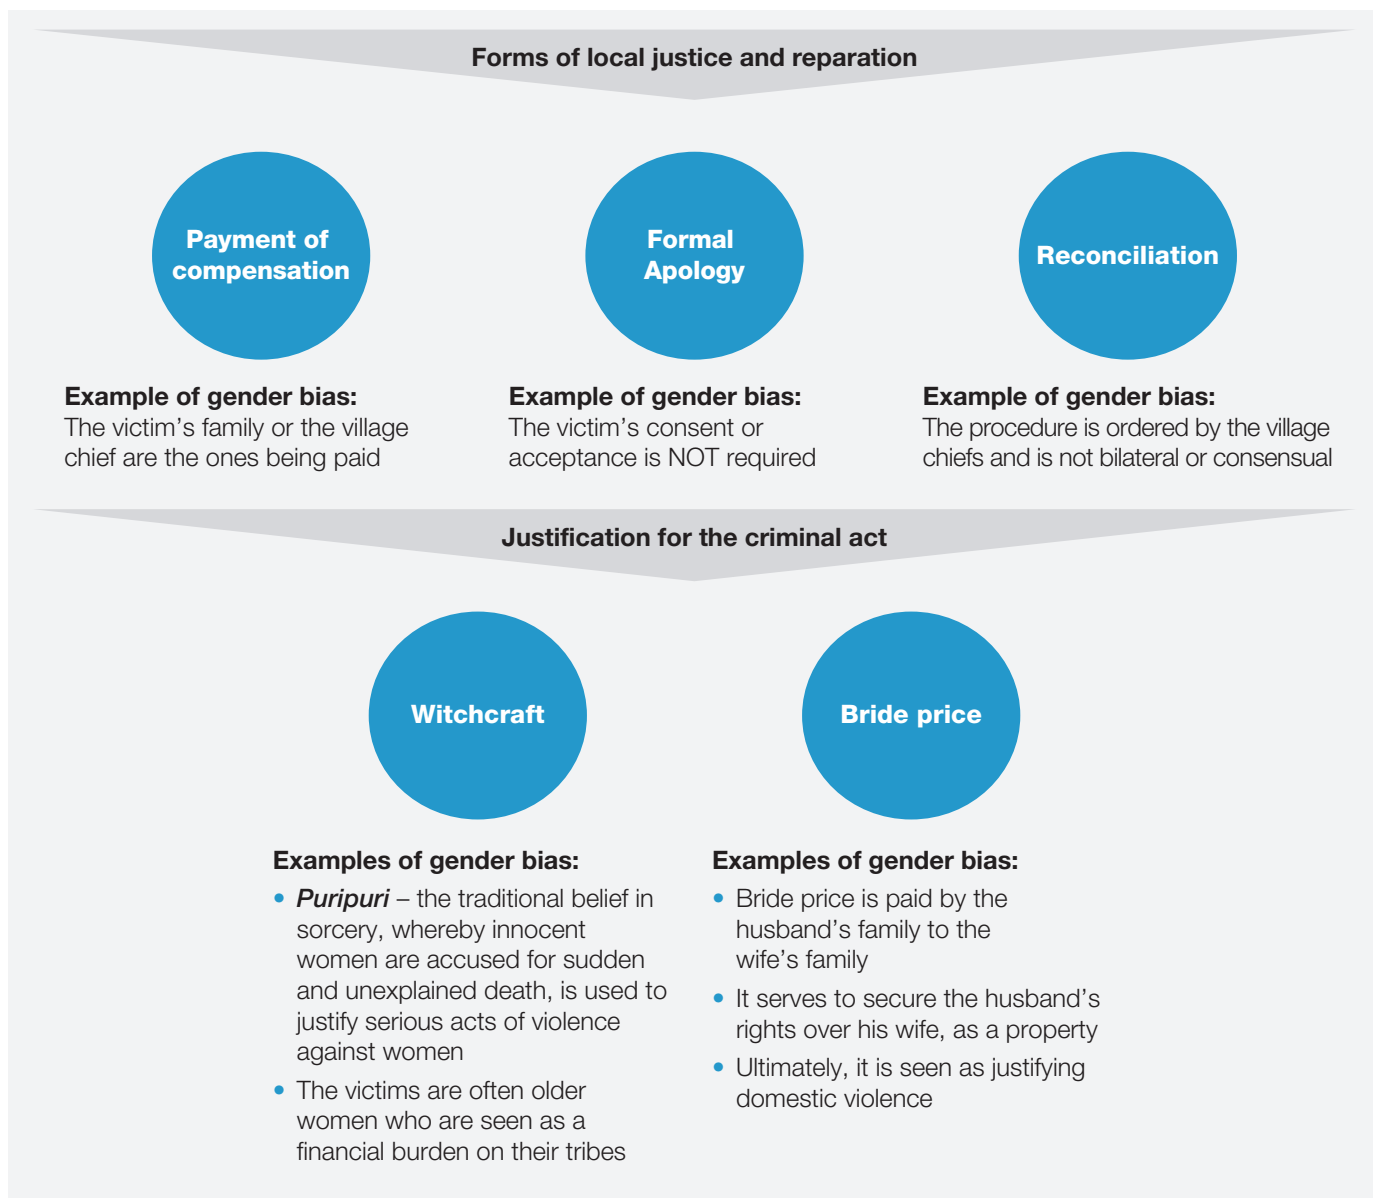 Forms of local justice and reparation
Payment of
compensation
Formal
Apology
Reconciliation
Example of gender bias:
The victim’s family or the village
chief are the ones being paid
Example of gender bias:
The victim’s consent or
acceptance is NOT required
Example of gender bias:
The procedure is ordered by the village
chiefs and is not bilateral or consensual
Justification for the criminal act
Witchcraft
Bride price
Examples of gender bias:
• Puripuri – the traditional belief in
sorcery, whereby innocent
women are accused for sudden
and unexplained death, is used to
justify serious acts of violence
against women
• The victims are often older
women who are seen as a
financial burden on their tribes
Examples of gender bias:
• Bride price is paid by the
husband’s family to the
wife’s family
• It serves to secure the husband’s
rights over his wife, as a property
• Ultimately, it is seen as justifying
domestic violence